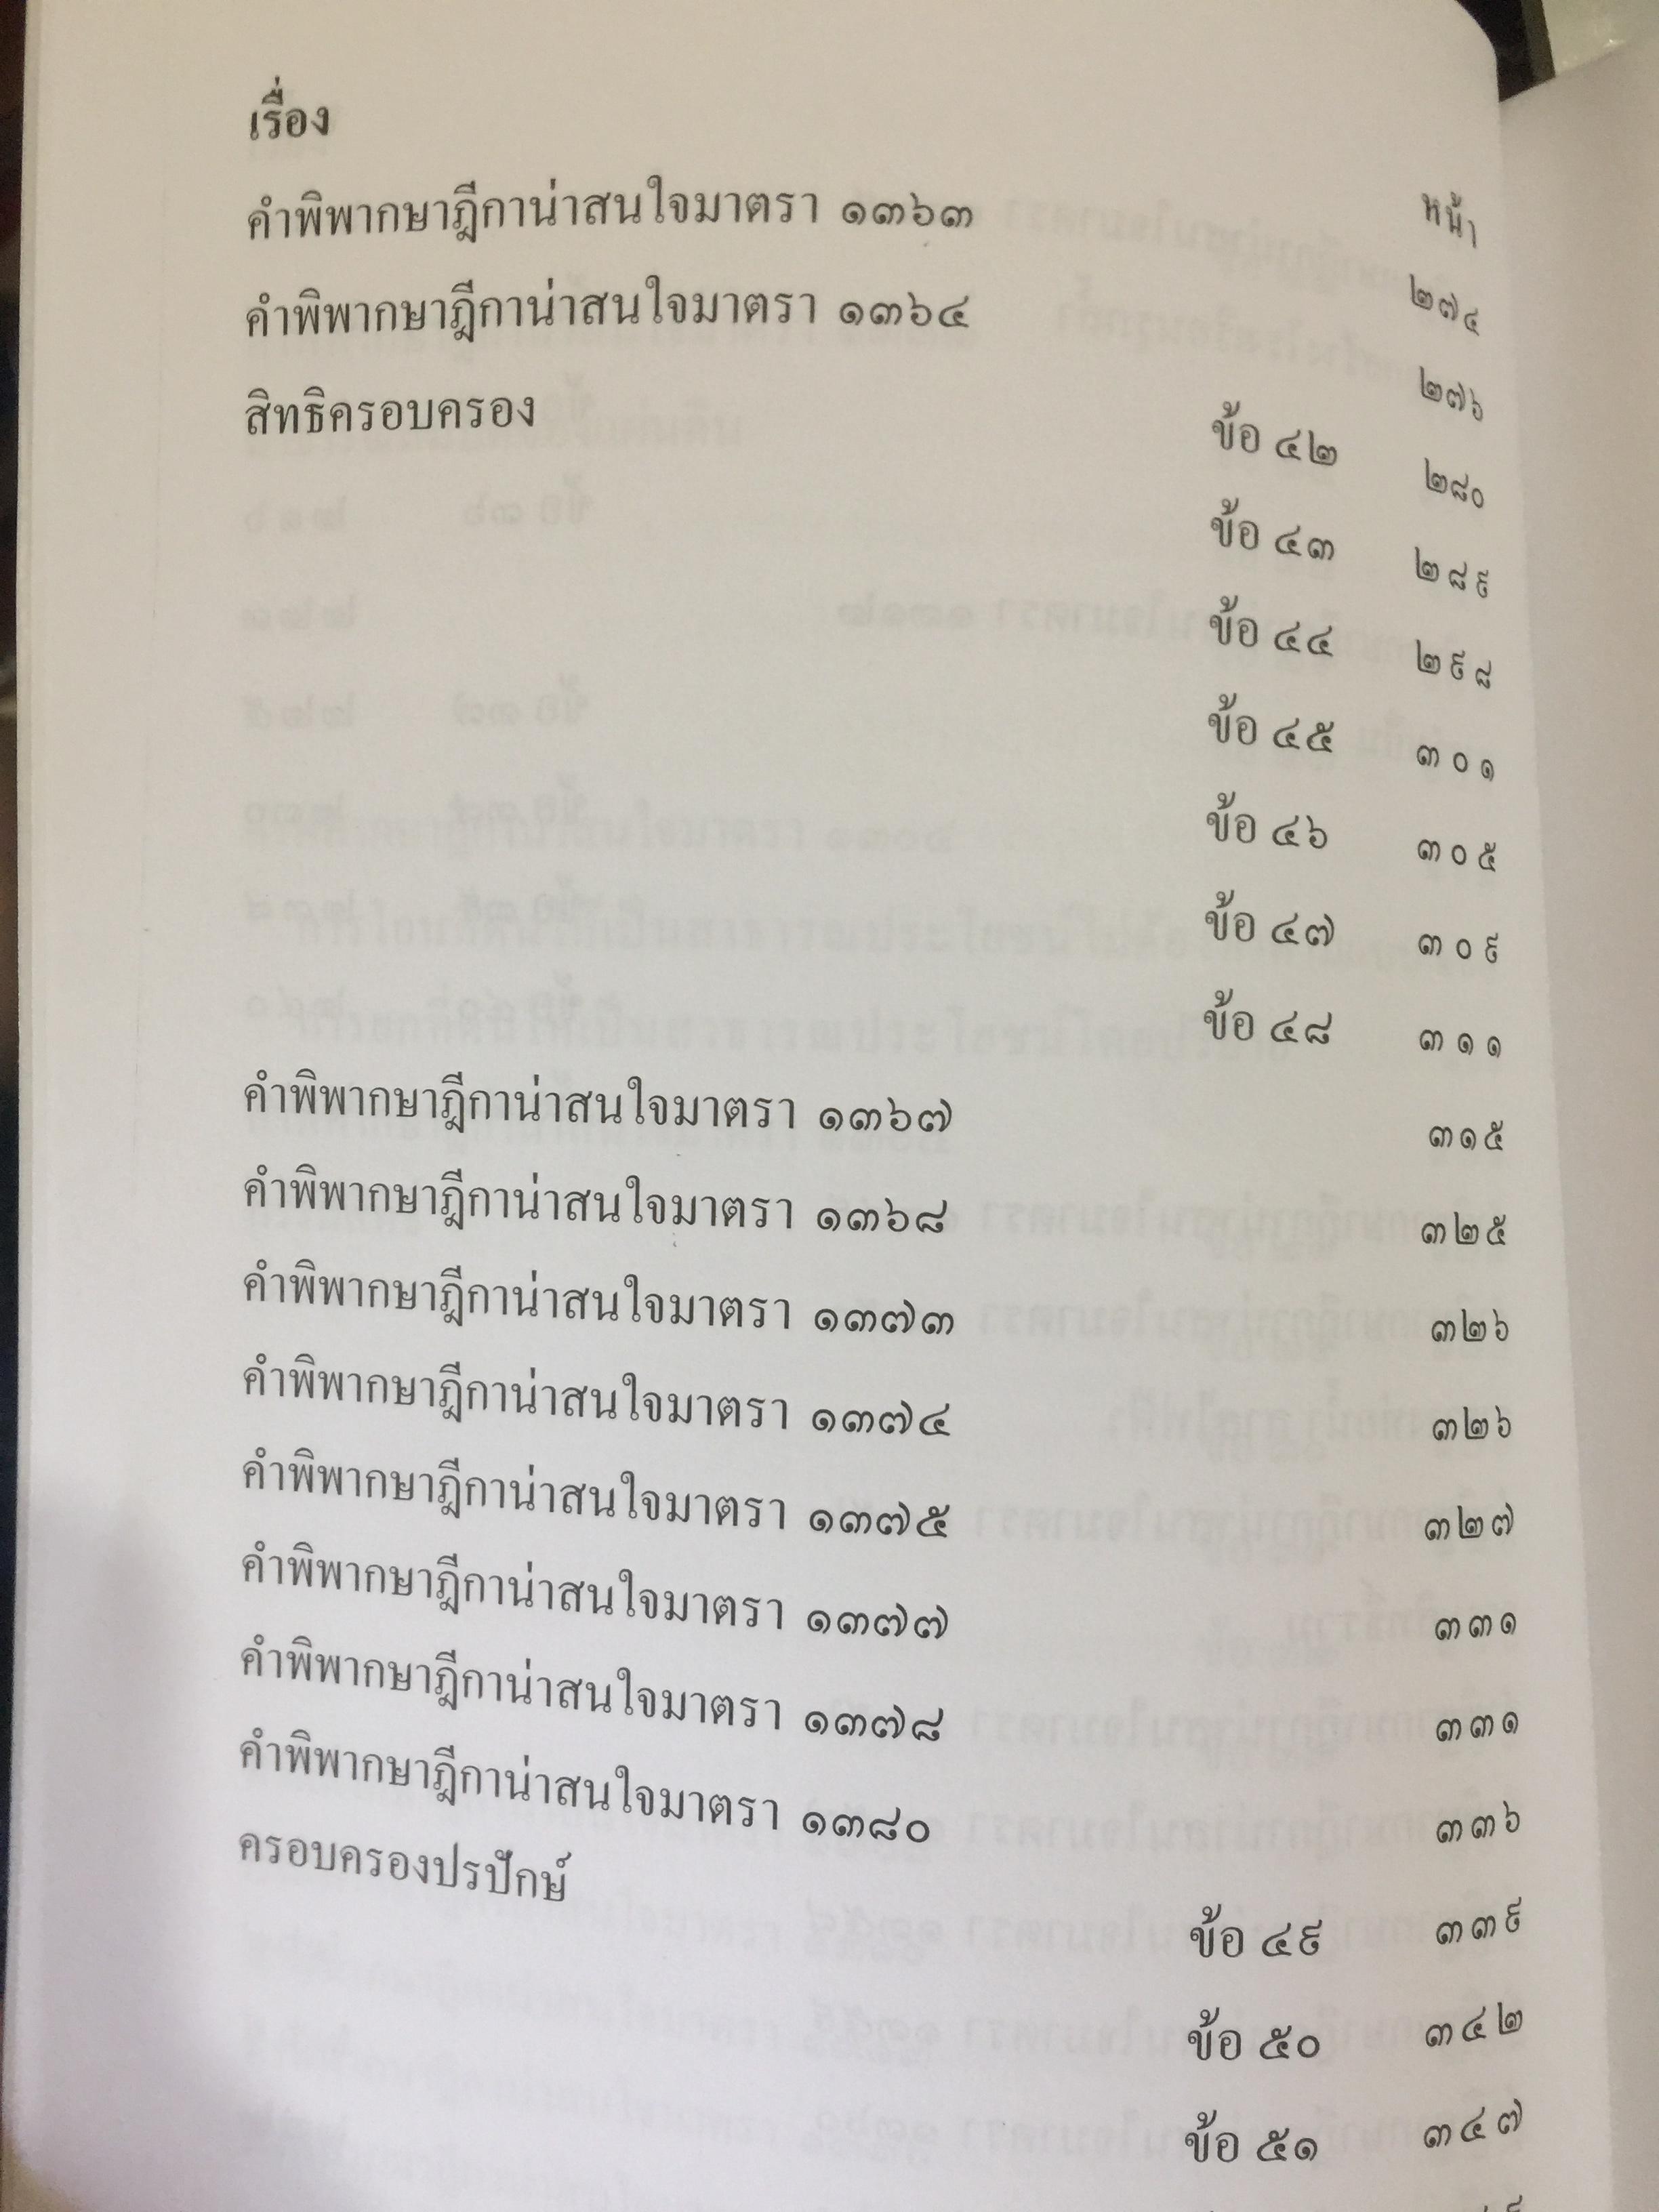 เรื่อง
หน้า
คำพิพากษาฎีกาน่าสนใจมาตรา ๑๓๖๓ ๒๗๔
คำพิพากษาฎีกาน่าสนใจมาตรา ๑๓๖๔ ๒๗๖
สิทธิครอบครอง ข้อ ๔๒ ๒๘๐
ข้อ ๔๓ ๒๘๙
ข้อ ๔๔ ๒๙๘
ข้อ ๔๕ ๓๐๑
ข้อ ๔๖ ๓๐๕
ข้อ ๔๗ ๓๐๙
ข้อ ๔๘ ๓๑๑
คำพิพากษาฎีกาน่าสนใจมาตรา ๑๓๖๗ ๓๑๕
คำพิพากษาฎีกาน่าสนใจมาตรา ๑๓๖๘ ๓๒๕
คำพิพากษาฎีกาน่าสนใจมาตรา ๑๓๗๓ ๓๒๖
คำพิพากษาฎีกาน่าสนใจมาตรา ๑๓๗๔ ๓๒๖
คำพิพากษาฎีกาน่าสนใจมาตรา ๑๓๗๕ ๓๒๗
คำพิพากษาฎีกาน่าสนใจมาตรา ๑๓๗๗ ๓๓๑
คำพิพากษาฎีกาน่าสนใจมาตรา ๑๓๗๘ ๓๓๑
คำพิพากษาฎีกาน่าสนใจมาตรา ๑๓๘๐ ๓๓๖
ครอบครองปรปักษ์ ข้อ ๔๙ ๓๓๙
ข้อ ๕๐ ๓๔๒
ข้อ ๕๑ ๓๔๗